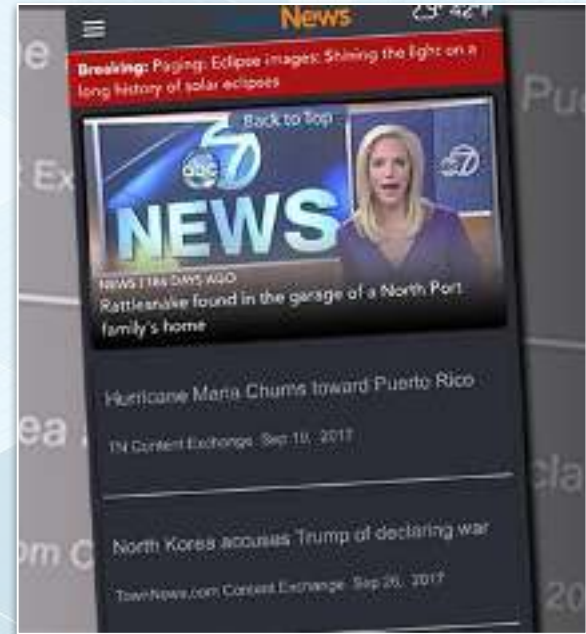 News
Breaking: Paging: Eclipse images: Shining the light on a
long history of solar eclipses
Back to Top
abc 7
NEWS
NEWS | 186 DAYS AGO
Rattlesnake found in the garage of a North Port
family's home
Hurricane Maria Churns toward Puerto Rico
TN Content Exchange Sep 19, 2017
North Korea accuses Trump of declaring war
TownNews.com Content Exchange Sep 26, 2017